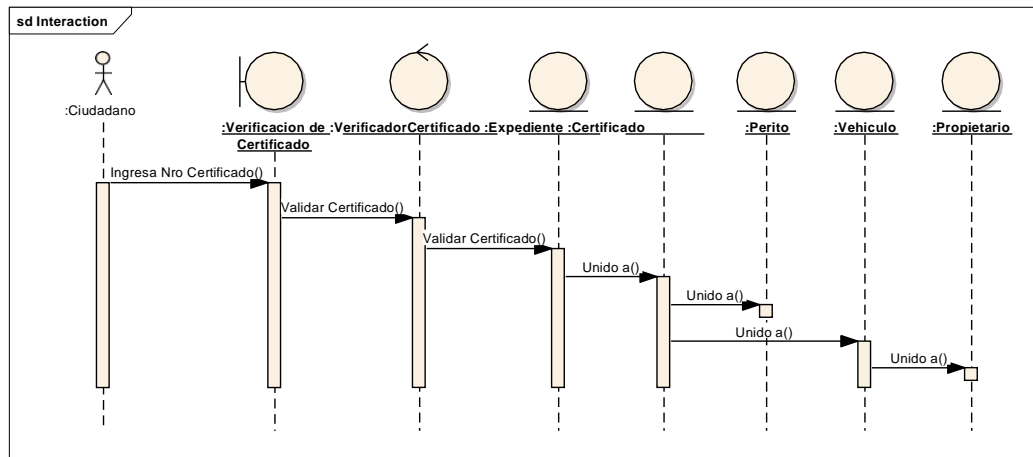 sd Interaction
:Ciudadano
:Verificacion de :VerificadorCertificado :Expediente :Certificado :Perito :Vehiculo :Propietario
Certificado
Ingresa Nro Certificado()
Validar Certificado()
Validar Certificado()
Unido a()
Unido a()
Unido a()
Unido a()